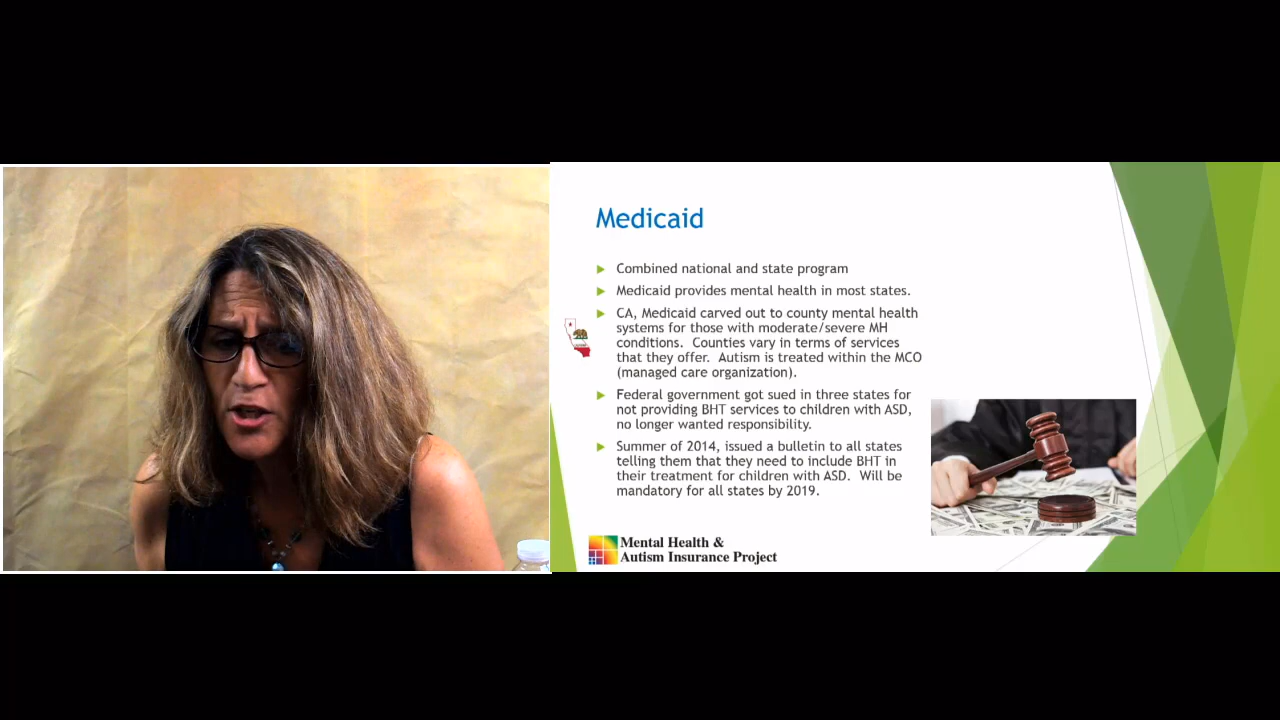 Medicaid
Combined national and state program
Medicaid provides mental health in most states.
CA, Medicaid carved out to county mental health
systems for those with moderate/severe MH
conditions. Counties vary in terms of services
that they offer. Autism is treated within the MCO
(managed care organization).
Federal government got sued in three states for
not providing BHT services to children with ASD,
no longer wanted responsibility.
Summer of 2014, issued a bulletin to all states
telling them that they need to include BHT in
their treatment for children with ASD. Will be
mandatory for all states by 2019.
Mental Health &
Autism Insurance Project